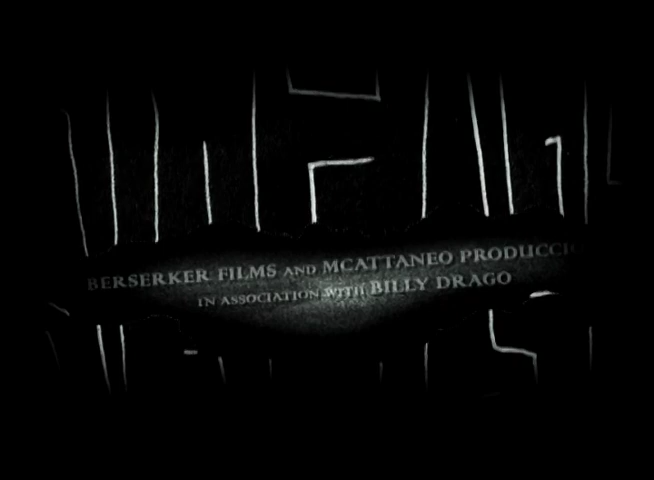 BERSERKER FILMS AND MCATTANEO PRODUCCI
IN ASSOCIATION WITH BILLY DRAGO